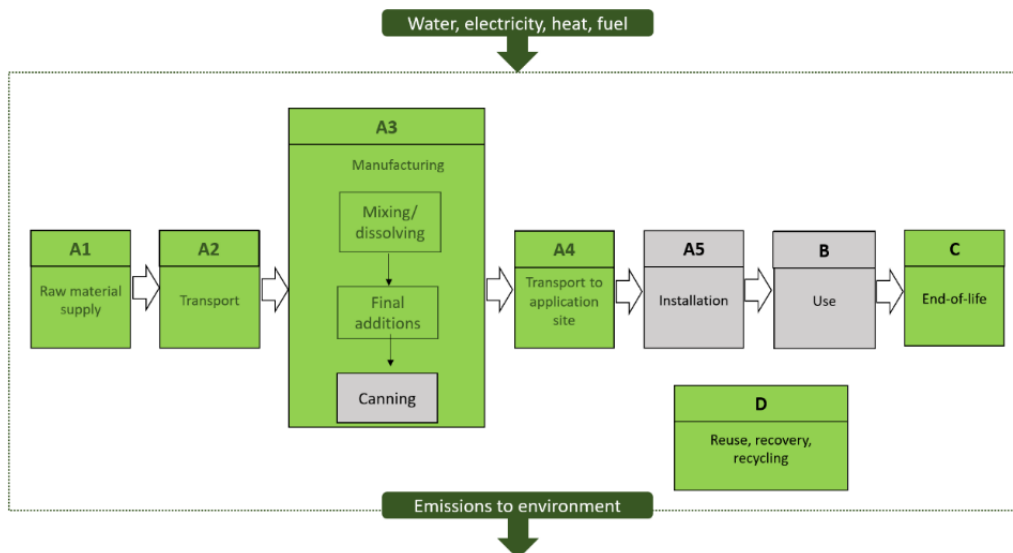 Water, electricity, heat, fuel
A3
Manufacturing
Mixing/
dissolving
Final
additions
Canning
A1
Raw material
supply
A2
Transport
A4
Transport to
application
site
A5
Installation
B
Use
C
End-of-life
D
Reuse, recovery,
recycling
Emissions to environment